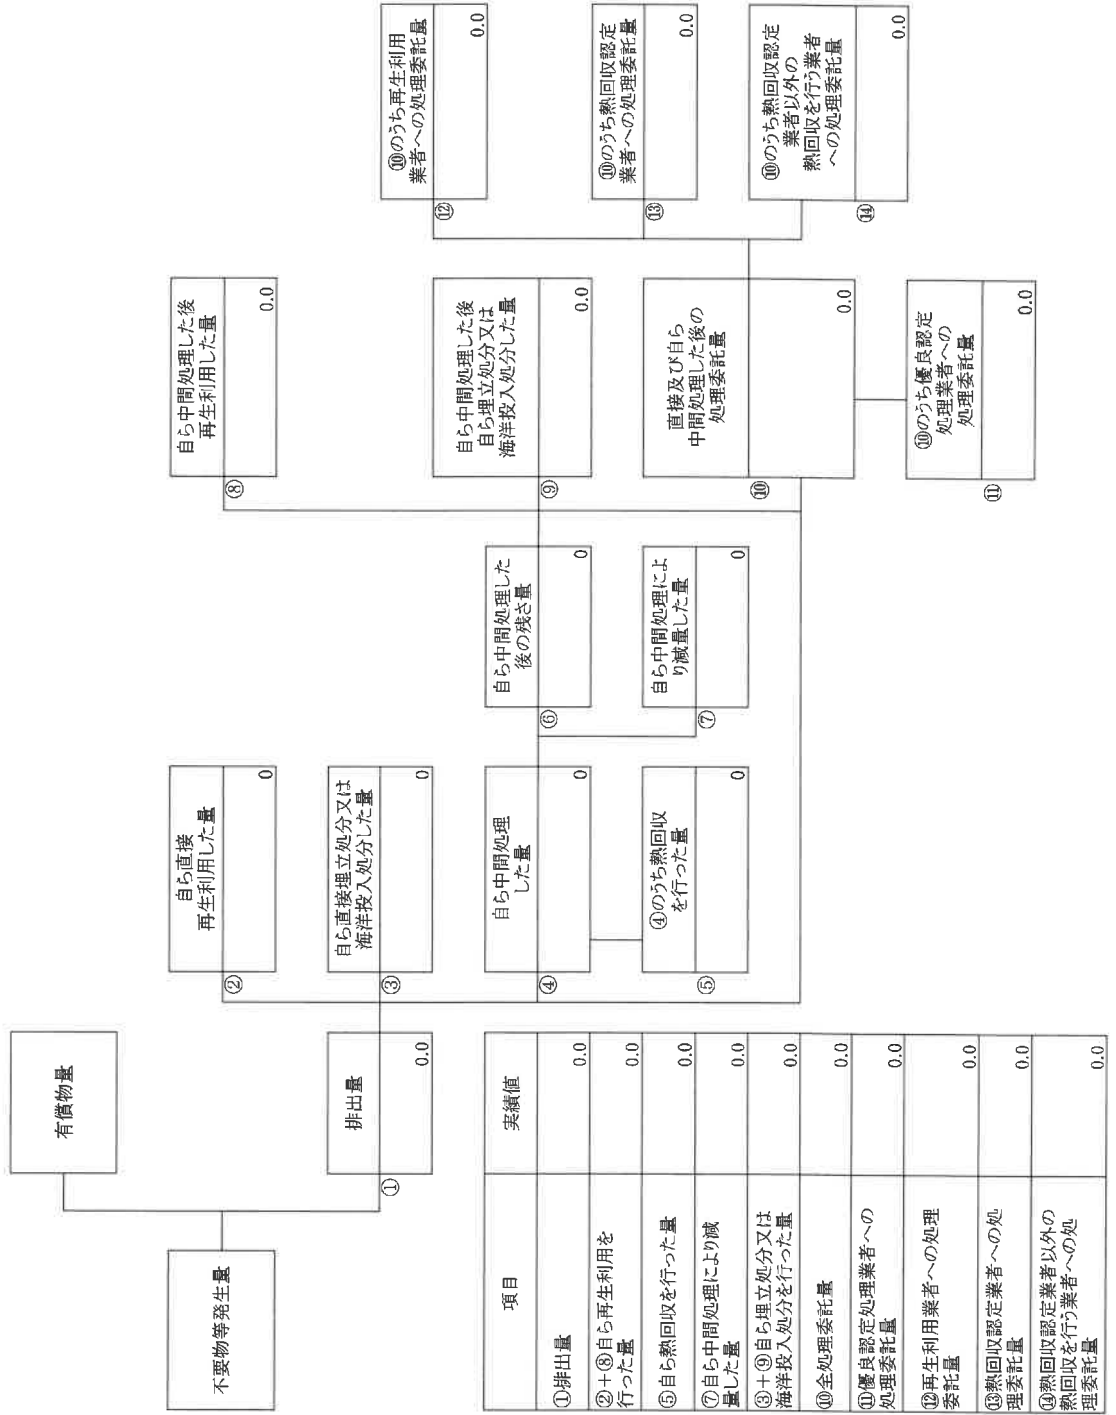 不要物等発生量
有償物量
①
排出量
0.0
②
自ら直接
再生利用した量
0
③
自ら直接埋立処分又は
海洋投入処分した量
0
④
自ら中間処理
した量
0
⑤
④のうち熱回収
を行った量
0
⑥
自ら中間処理した
後の残さ量
0
⑦
自ら中間処理によ
り減量した量
0
⑧
自ら中間処理した後
再生利用した量
0.0
⑨
自ら中間処理した後
自ら埋立処分又は
海洋投入処分した量
0.0
⑩
直接及び自ら
中間処理した後の
処理委託量
0.0
⑪
⑩のうち優良認定
処理業者への
処理委託量
0.0
⑫
⑩のうち再生利用
業者への処理委託量
0.0
⑬
⑩のうち熱回収認定
業者への処理委託量
0.0
⑭
⑩のうち熱回収認定
業者以外の
熱回収を行う業者
への処理委託量
0.0
項目 実績値
①排出量 0.0
②+⑧自ら再生利用を
行った量 0.0
⑤自ら熱回収を行った量 0.0
⑦自ら中間処理により減
量した量 0.0
③+⑨自ら埋立処分又は
海洋投入処分を行った量 0.0
⑩全処理委託量 0.0
⑪優良認定処理業者への
処理委託量 0.0
⑫再生利用業者への処理
委託量 0.0
⑬熱回収認定業者への処
理委託量 0.0
⑭熱回収認定業者以外の
熱回収を行う業者への処
理委託量 0.0